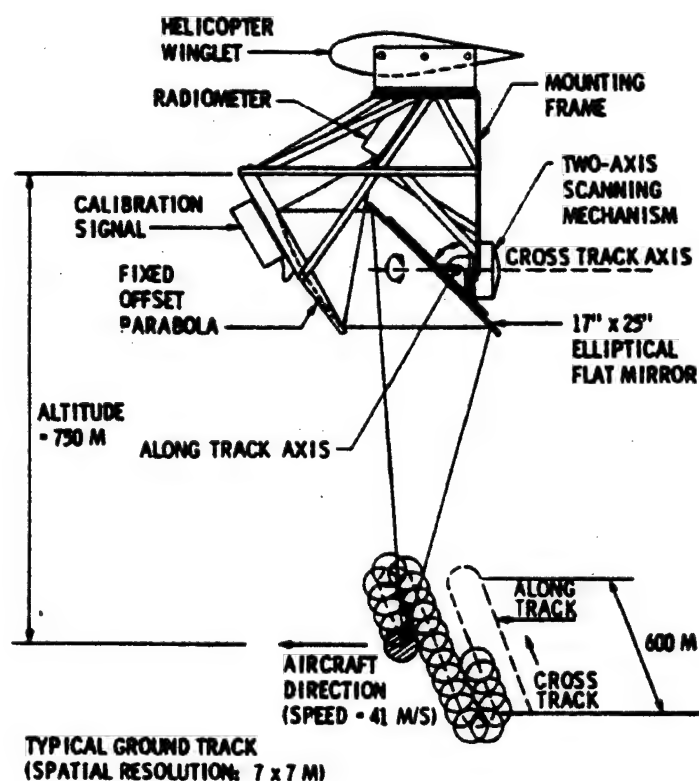 HELICOPTER
WINGLET
RADIOMETER
MOUNTING
FRAME
TWO-AXIS
SCANNING
MECHANISM
CALIBRATION
SIGNAL
CROSS TRACK AXIS
FIXED
OFFSET
PARABOLA
17" x 25"
ELLIPTICAL
FLAT MIRROR
ALTITUDE
= 750 M
ALONG TRACK AXIS
ALONG
TRACK
600 M
CROSS
TRACK
AIRCRAFT
DIRECTION
(SPEED = 41 M/S)
TYPICAL GROUND TRACK
(SPATIAL RESOLUTION: 7 x 7 M)